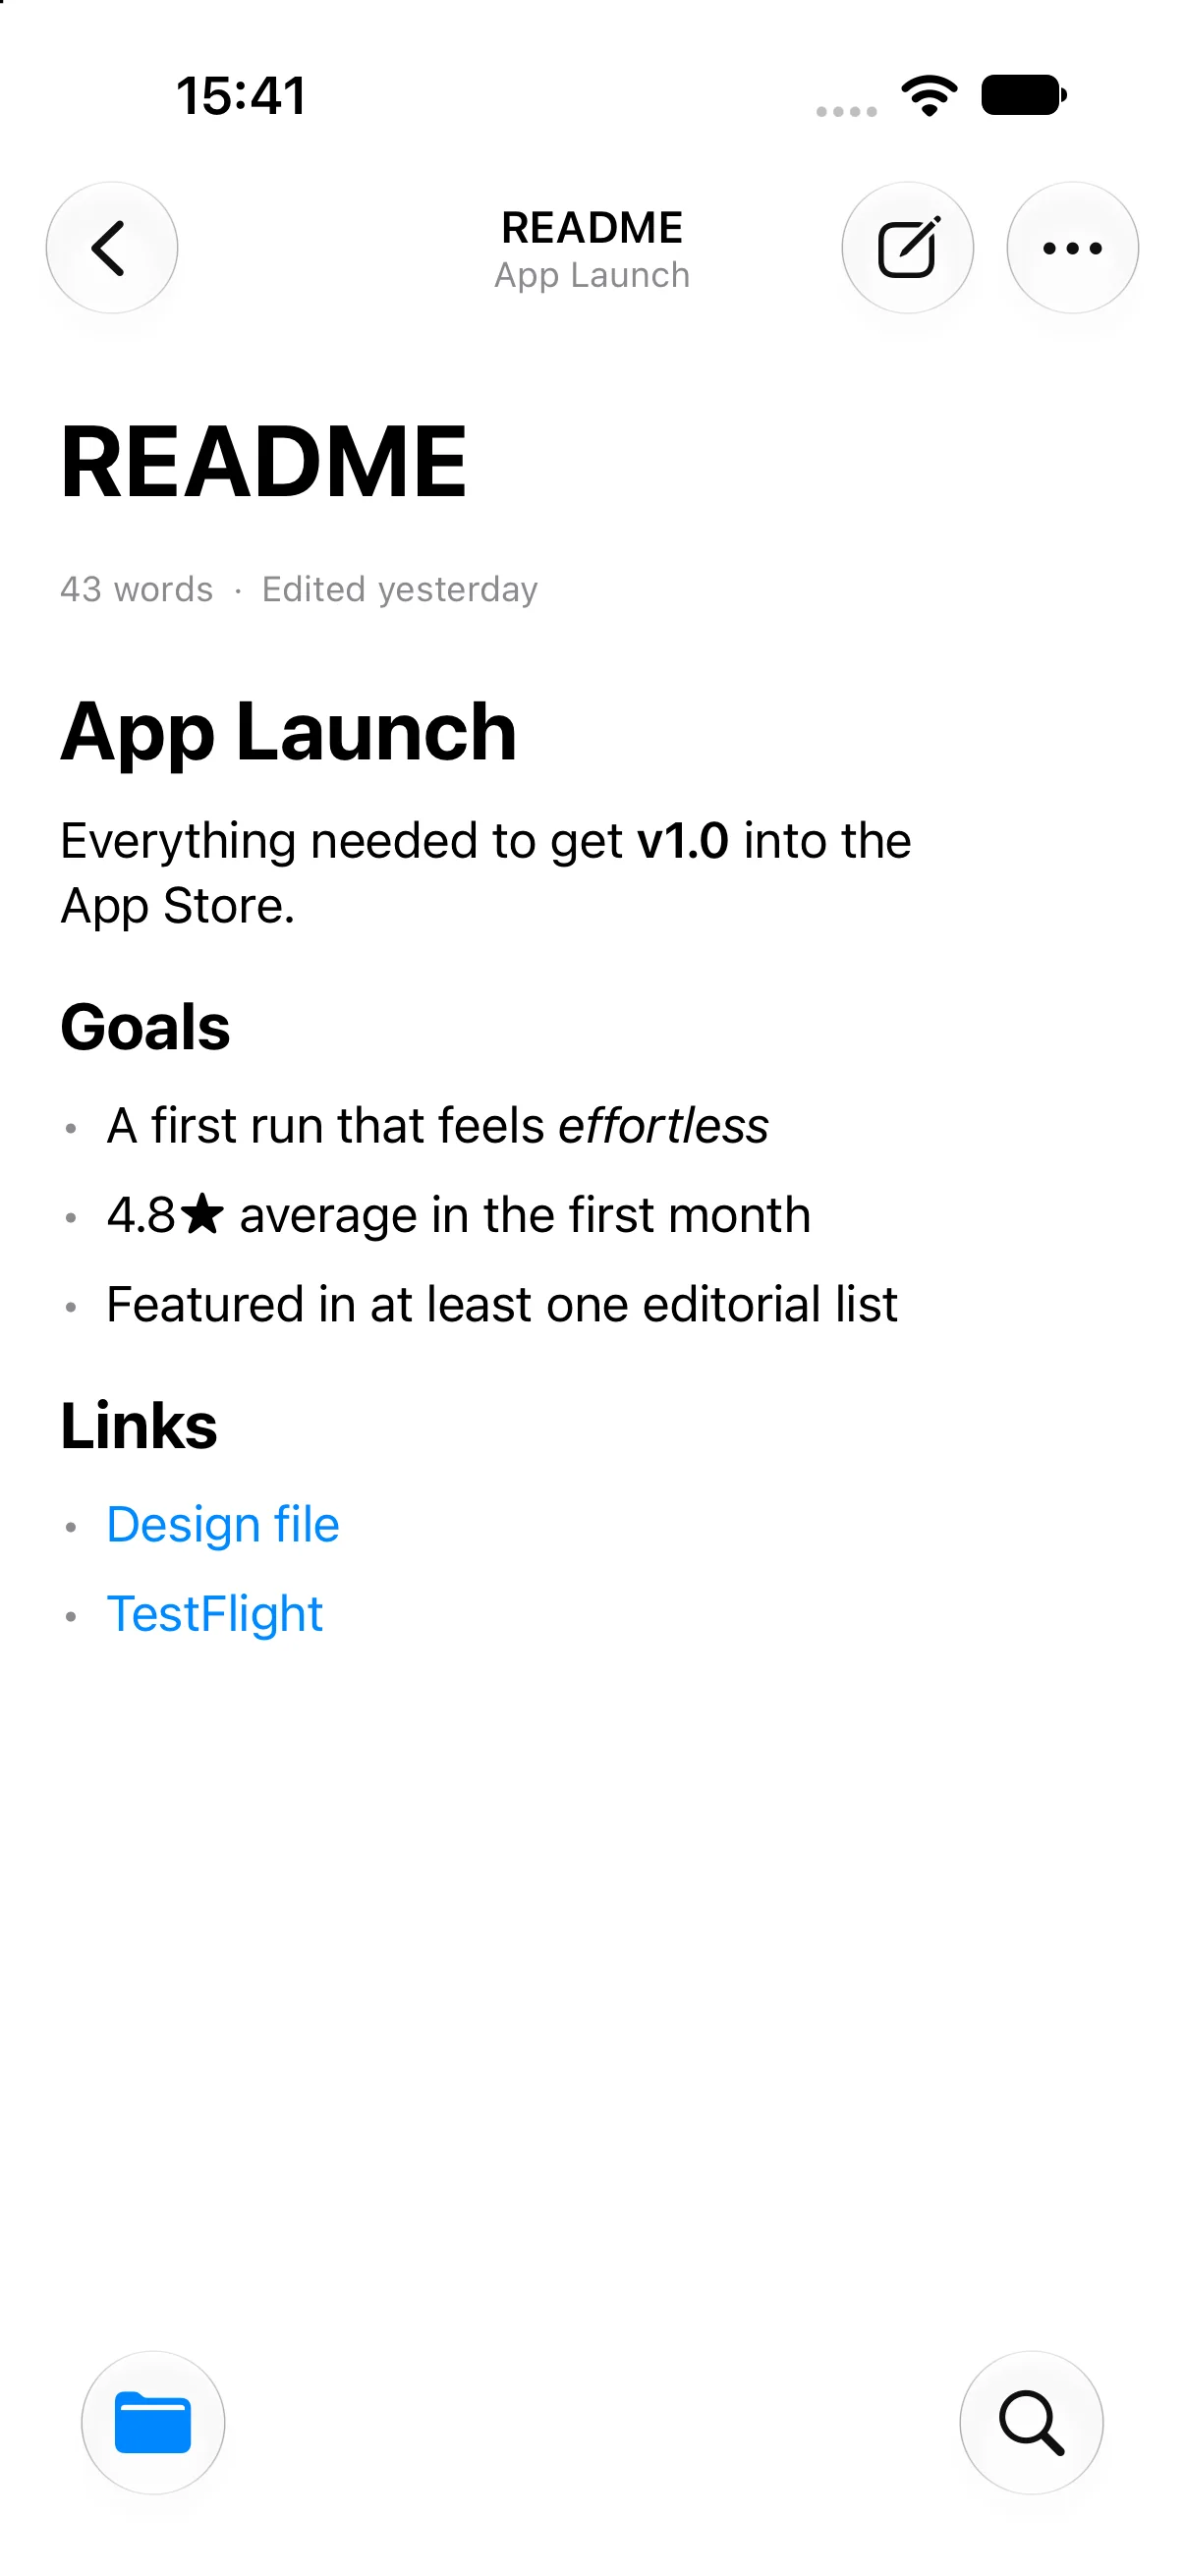 15:41
README
App Launch
README
43 words · Edited yesterday
App Launch
Everything needed to get v1.0 into the
App Store.
Goals
• A first run that feels effortless
• 4.8★ average in the first month
• Featured in at least one editorial list
Links
• Design file
• TestFlight